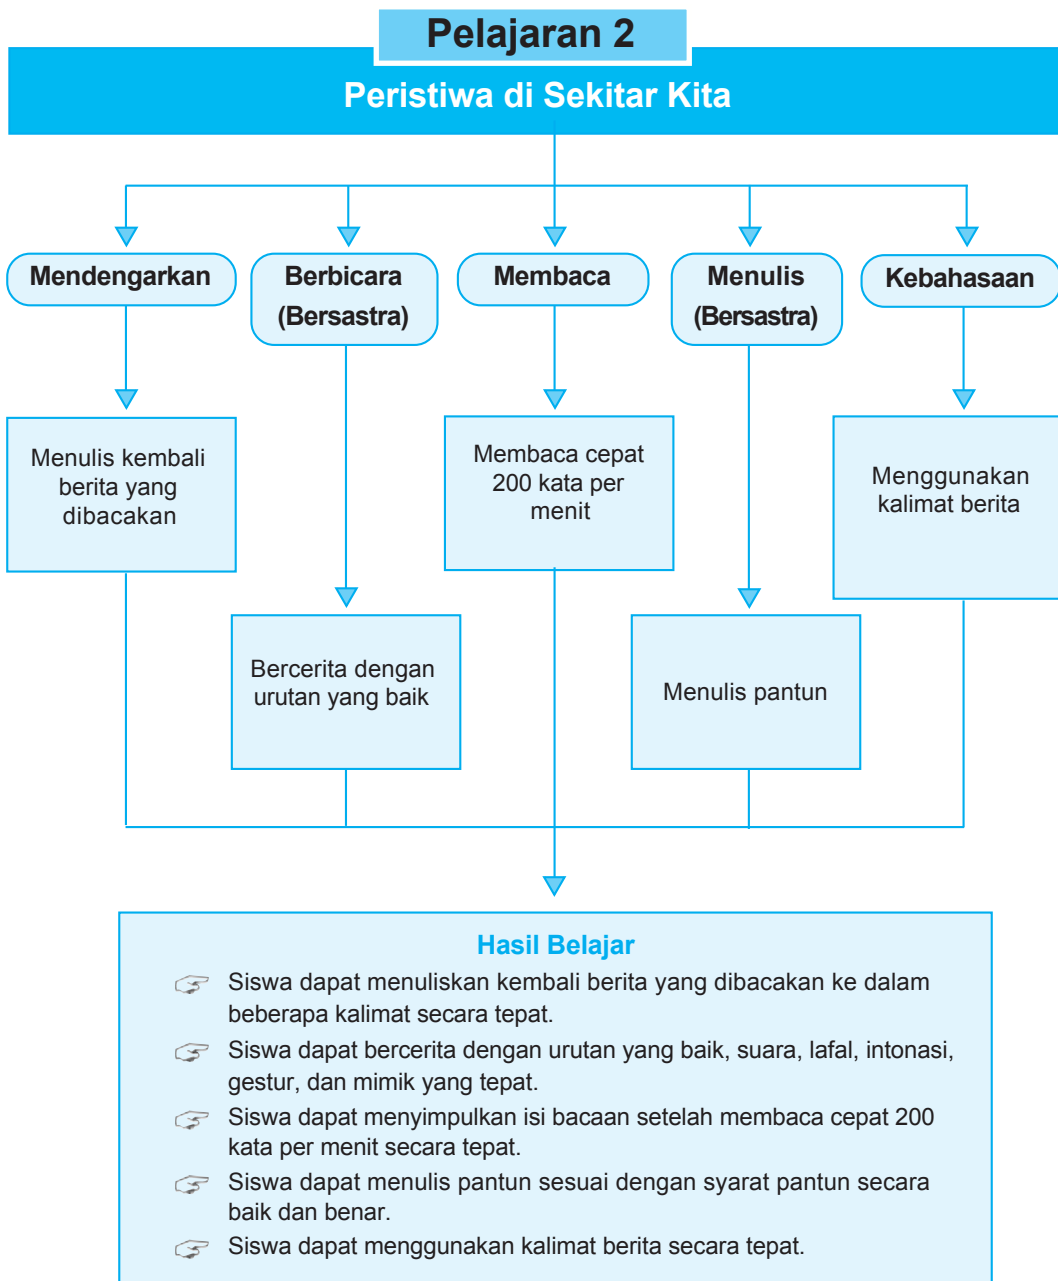 Pelajaran 2
Peristiwa di Sekitar Kita
Mendengarkan
Berbicara
(Bersastra)
Membaca
Menulis
(Bersastra)
Kebahasaan
Menulis kembali
berita yang
dibacakan
Membaca cepat
200 kata per
menit
Menggunakan
kalimat berita
Bercerita dengan
urutan yang baik
Menulis pantun
Hasil Belajar
Siswa dapat menuliskan kembali berita yang dibacakan ke dalam
beberapa kalimat secara tepat.
Siswa dapat bercerita dengan urutan yang baik, suara, lafal, intonasi,
gestur, dan mimik yang tepat.
Siswa dapat menyimpulkan isi bacaan setelah membaca cepat 200
kata per menit secara tepat.
Siswa dapat menulis pantun sesuai dengan syarat pantun secara
baik dan benar.
Siswa dapat menggunakan kalimat berita secara tepat.